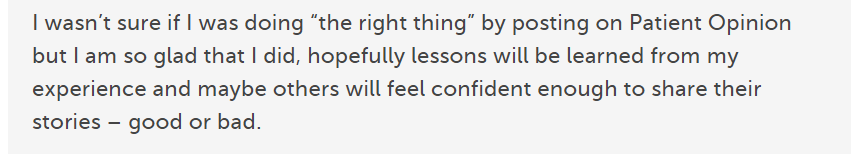 I wasn’t sure if I was doing “the right thing” by posting on Patient Opinion
but I am so glad that I did, hopefully lessons will be learned from my
experience and maybe others will feel confident enough to share their
stories – good or bad.